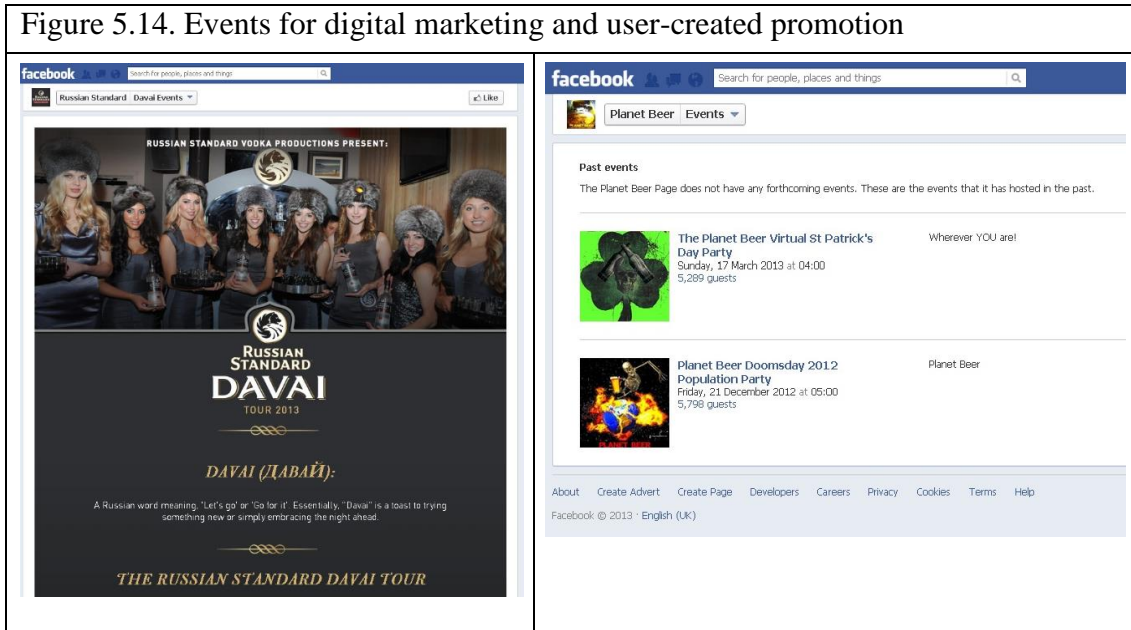 Figure 5.14. Events for digital marketing and user-created promotion
facebook
Search for people, places and things
Russian Standard
Davai Events
Like
RUSSIAN STANDARD VODKA PRODUCTIONS PRESENT:
RUSSIAN
STANDARD
DAVAI
TOUR 2013
DAVAI (ДАВАЙ):
A Russian word meaning, 'Let's go' or 'Go for it'. Essentially, "Davai" is a toast to trying
something new or simply embracing the night ahead.
THE RUSSIAN STANDARD DAVAI TOUR
facebook
Search for people, places and things
Planet Beer
Events
Past events
The Planet Beer Page does not have any forthcoming events. These are the events that it has hosted in the past.
The Planet Beer Virtual St Patrick's
Day Party
Sunday, 17 March 2013 at 04:00
5,289 guests
Wherever YOU are!
Planet Beer Doomsday 2012
Population Party
Friday, 21 December 2012 at 05:00
5,798 guests
Planet Beer
PLANET BEER
About Create Advert Create Page Developers Careers Privacy Cookies Terms Help
Facebook © 2013 · English (UK)